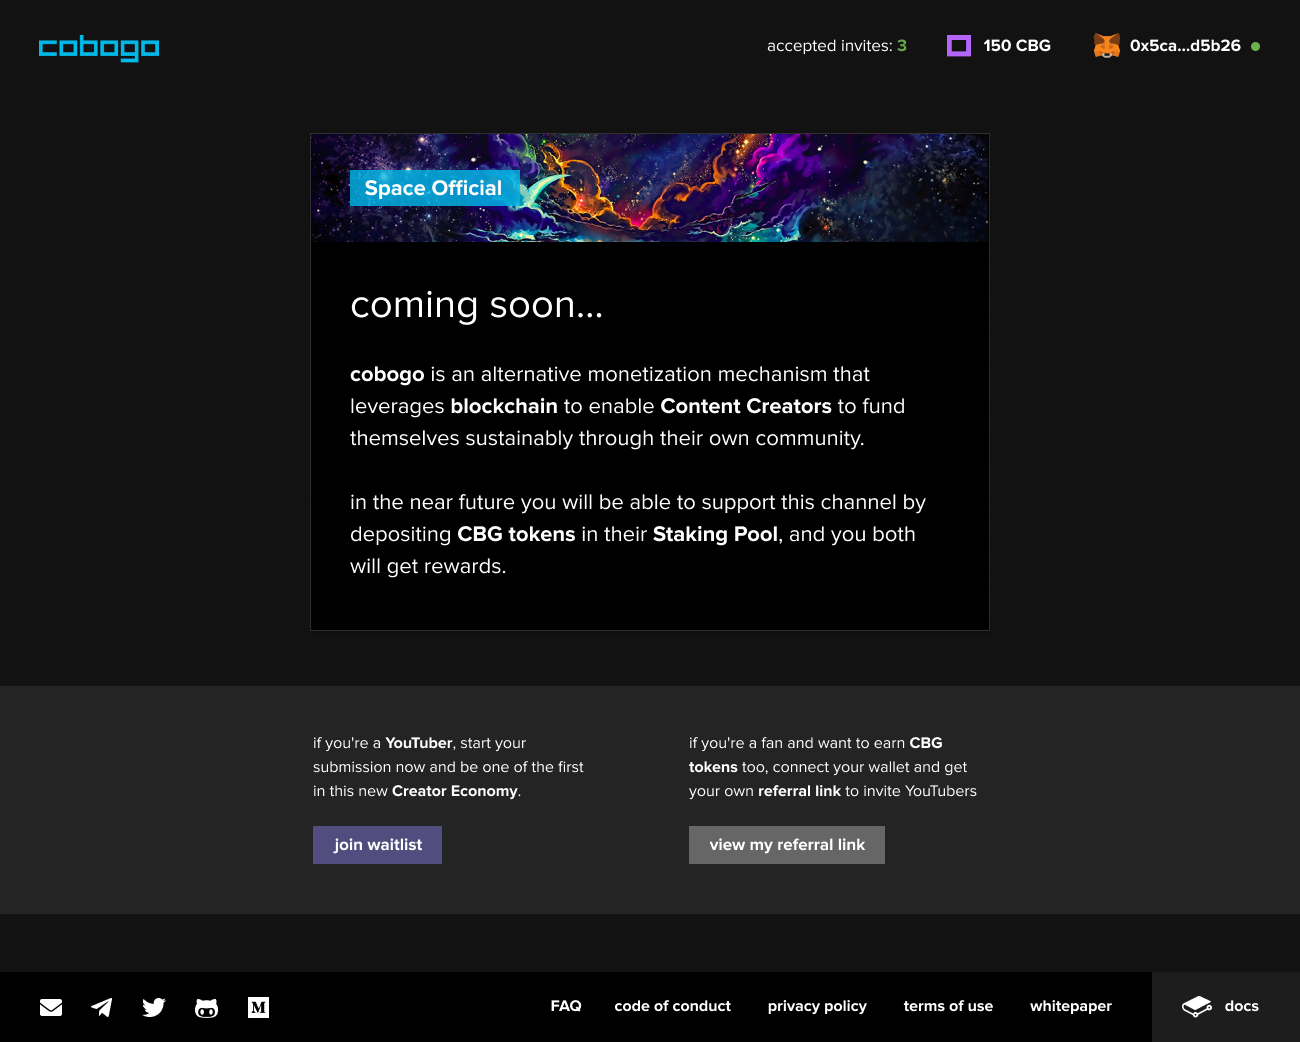 cobogo
accepted invites: 3
150 CBG
0x5ca...d5b26
Space Official
coming soon...
cobogo is an alternative monetization mechanism that
leverages blockchain to enable Content Creators to fund
themselves sustainably through their own community.
in the near future you will be able to support this channel by
depositing CBG tokens in their Staking Pool, and you both
will get rewards.
if you're a YouTuber, start your
submission now and be one of the first
in this new Creator Economy.
join waitlist
if you're a fan and want to earn CBG
tokens too, connect your wallet and get
your own referral link to invite YouTubers
view my referral link
M
FAQ
code of conduct
privacy policy
terms of use
whitepaper
docs